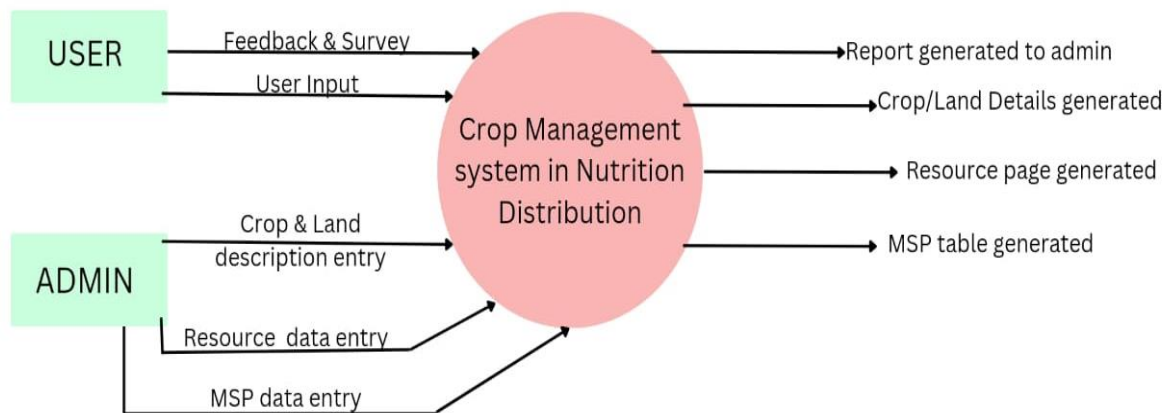 USER
Feedback & Survey
User Input
ADMIN
Crop & Land
description entry
Resource data entry
MSP data entry
Crop Management
system in Nutrition
Distribution
Report generated to admin
Crop/Land Details generated
Resource page generated
MSP table generated